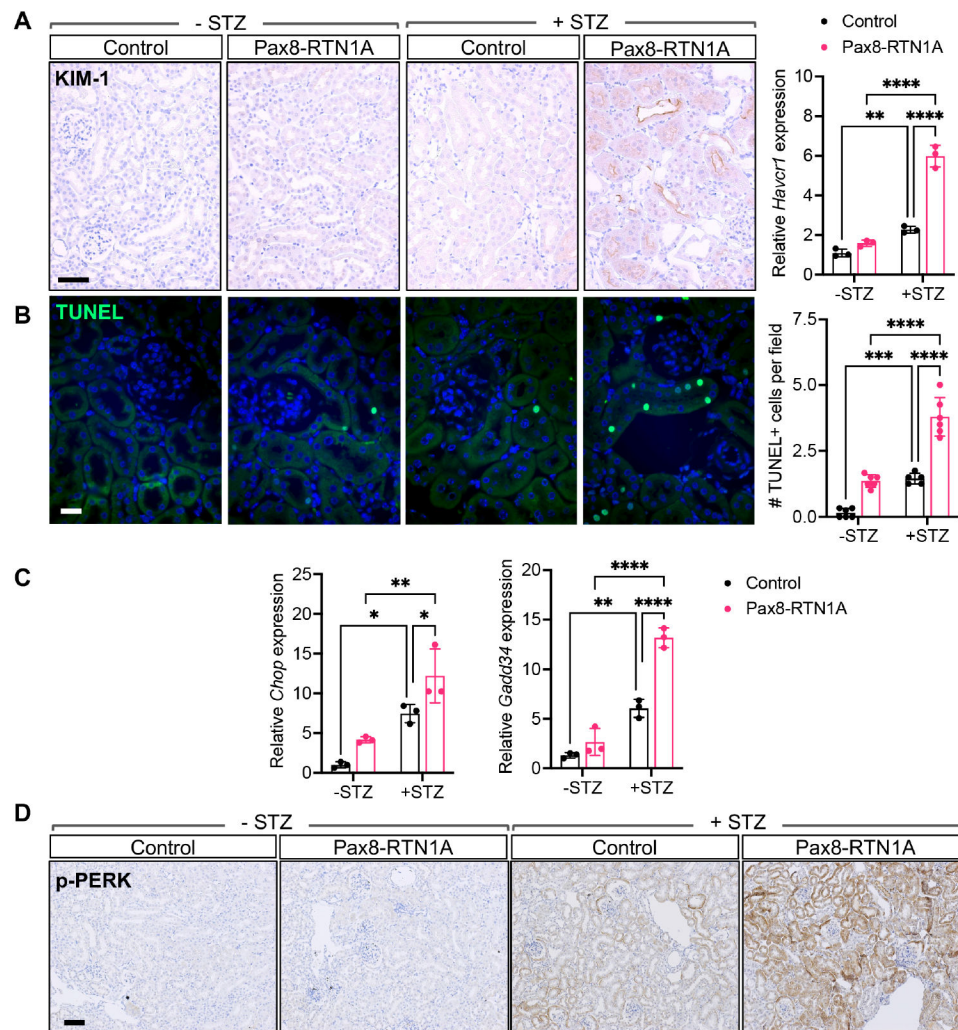 A
- STZ
+ STZ
Control
Pax8-RTN1A
Control
Pax8-RTN1A
KIM-1
Control
Pax8-RTN1A
Relative Havcr1 expression
10
8
6
4
2
0
**
****
****
-STZ
+STZ
B
TUNEL
# TUNEL+ cells per field
7.5
5.0
2.5
0.0
***
****
****
-STZ
+STZ
C
Relative Chop expression
25
20
15
10
5
0
*
**
*
-STZ
+STZ
Relative Gadd34 expression
20
15
10
5
0
**
****
****
-STZ
+STZ
Control
Pax8-RTN1A
D
- STZ
+ STZ
Control
Pax8-RTN1A
Control
Pax8-RTN1A
p-PERK